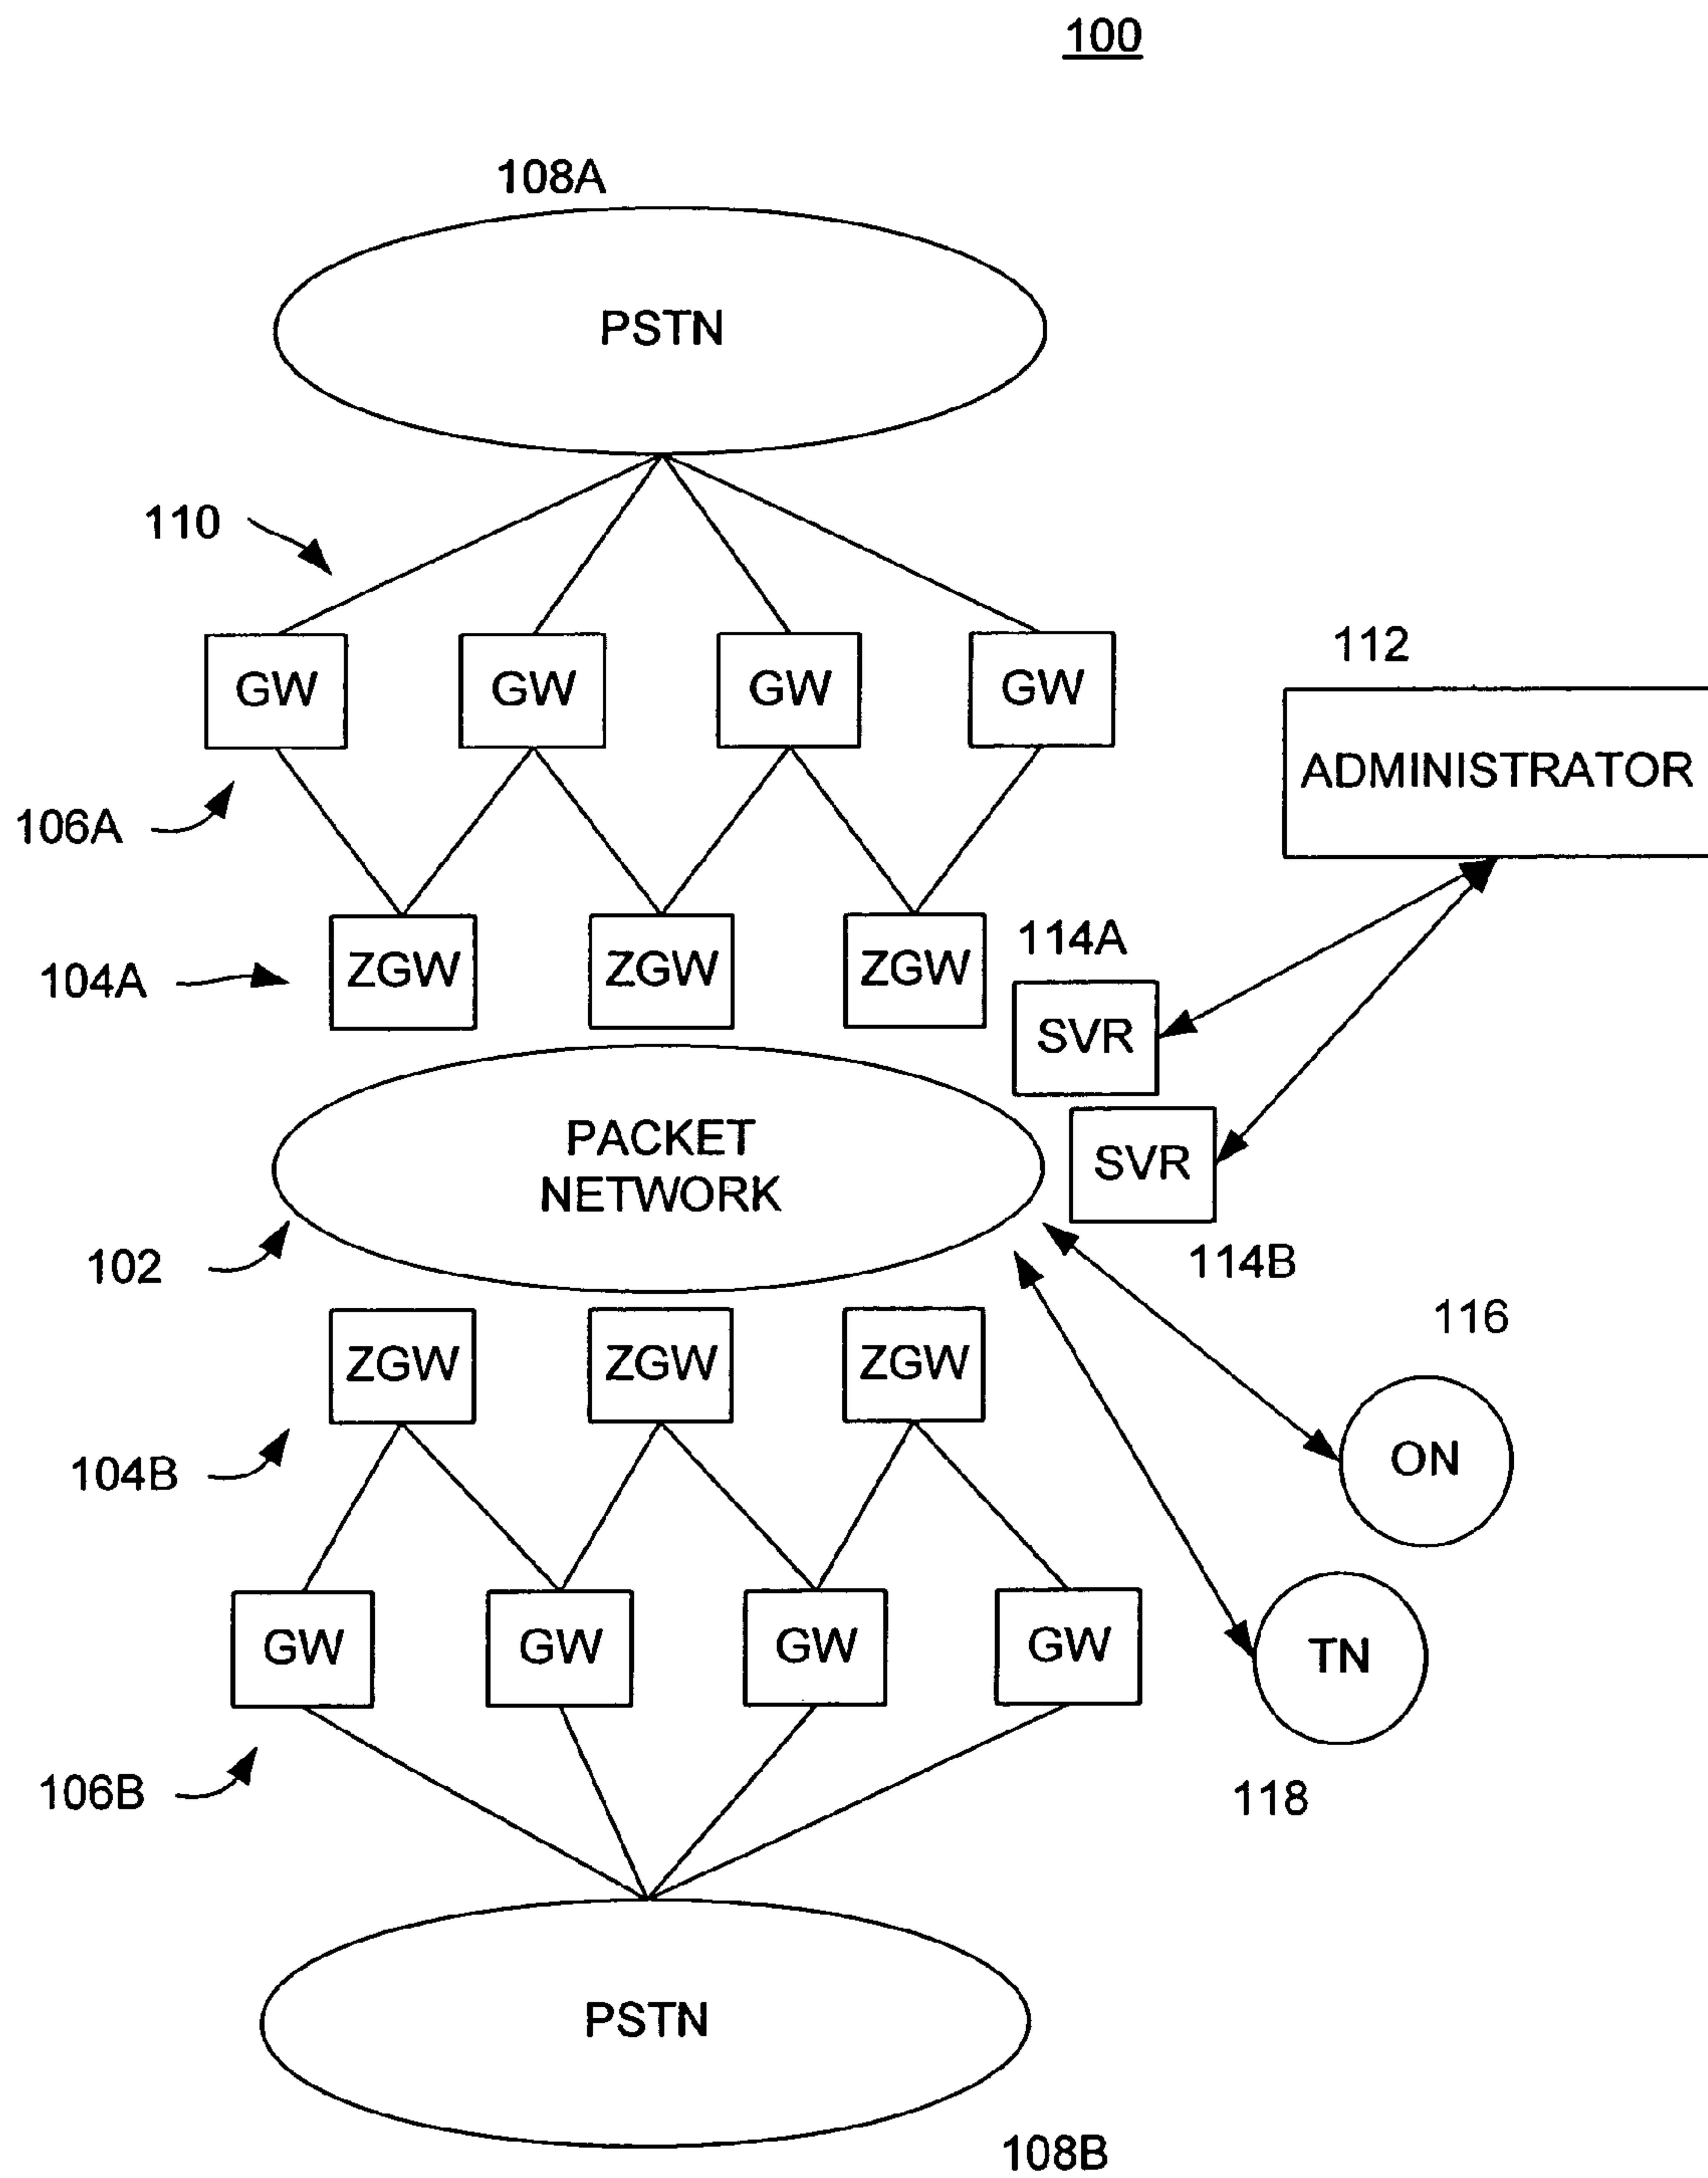 100
108A
PSTN
110
GW GW GW GW
112
ADMINISTRATOR
106A
ZGW ZGW ZGW
104A
114A
SVR
PACKET
NETWORK
SVR
102
114B
116
ZGW ZGW ZGW
104B
ON
GW GW GW GW
TN
106B
118
PSTN
108B